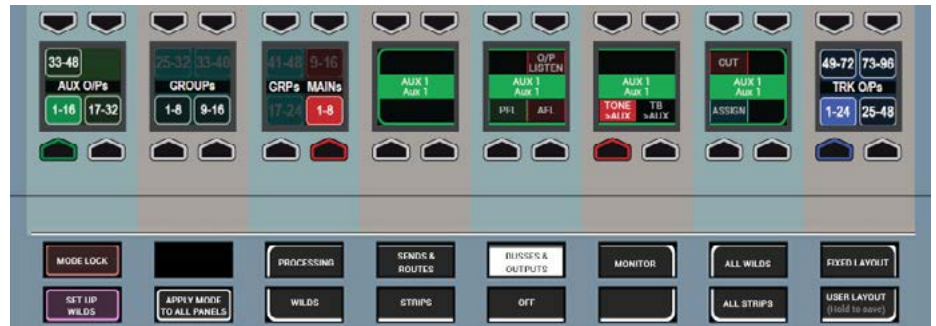 33-48
AUX O/Ps
1-16 17-32
25-32 33-40
GROUPs
1-8 9-16
41-48 9-16
GRPs MAINs
17-24 1-8
AUX 1
Aux 1
O/P
LISTEN
AUX 1
Aux 1
PFL AFL
AUX 1
Aux 1
TONE
>AUX
TB
>AUX
CUT
AUX 1
Aux 1
ASSIGN
49-72 73-96
TRK O/Ps
1-24 25-48
MODE LOCK
PROCESSING
SENDS &
ROUTES
BUSSES &
OUTPUTS
MONITOR
ALL WILDS
FIXED LAYOUT
SET UP
WILDS
APPLY MODE
TO ALL PANELS
WILDS
STRIPS
OFF
ALL STRIPS
USER LAYOUT
(Hold to save)